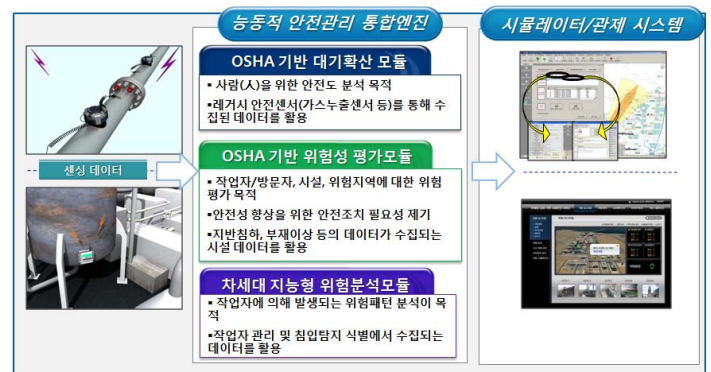 능동적 안전관리 통합엔진
시뮬레이터/관제 시스템
센싱 데이터
OSHA 기반 대기확산 모듈
▪ 사람(人)을 위한 안전도 분석 목적
▪레거시 안전센서(가스누출센서 등)를 통해 수
집된 데이터를 활용
OSHA 기반 위험성 평가모듈
▪ 작업자/방문자, 시설, 위험지역에 대한 위험
평가 목적
▪안전성 향상을 위한 안전조치 필요성 제기
▪지반침하, 부재이상 등의 데이터가 수집되는
시설 데이터를 활용
차세대 지능형 위험분석모듈
▪ 작업자에 의해 발생되는 위험패턴 분석이 목
적
▪작업자 관리 및 침입탐지 식별에서 수집되는
데이터를 활용